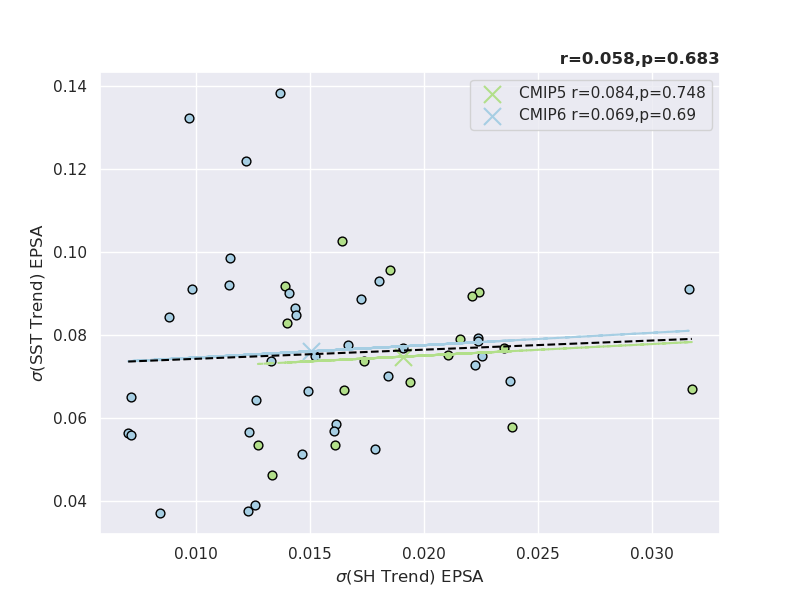 r=0.058,p=0.683
CMIP5 r=0.084,p=0.748
CMIP6 r=0.069,p=0.69
0.14
0.12
0.10
0.08
0.06
0.04
σ(SST Trend) EPSA
0.010 0.015 0.020 0.025 0.030
σ(SH Trend) EPSA